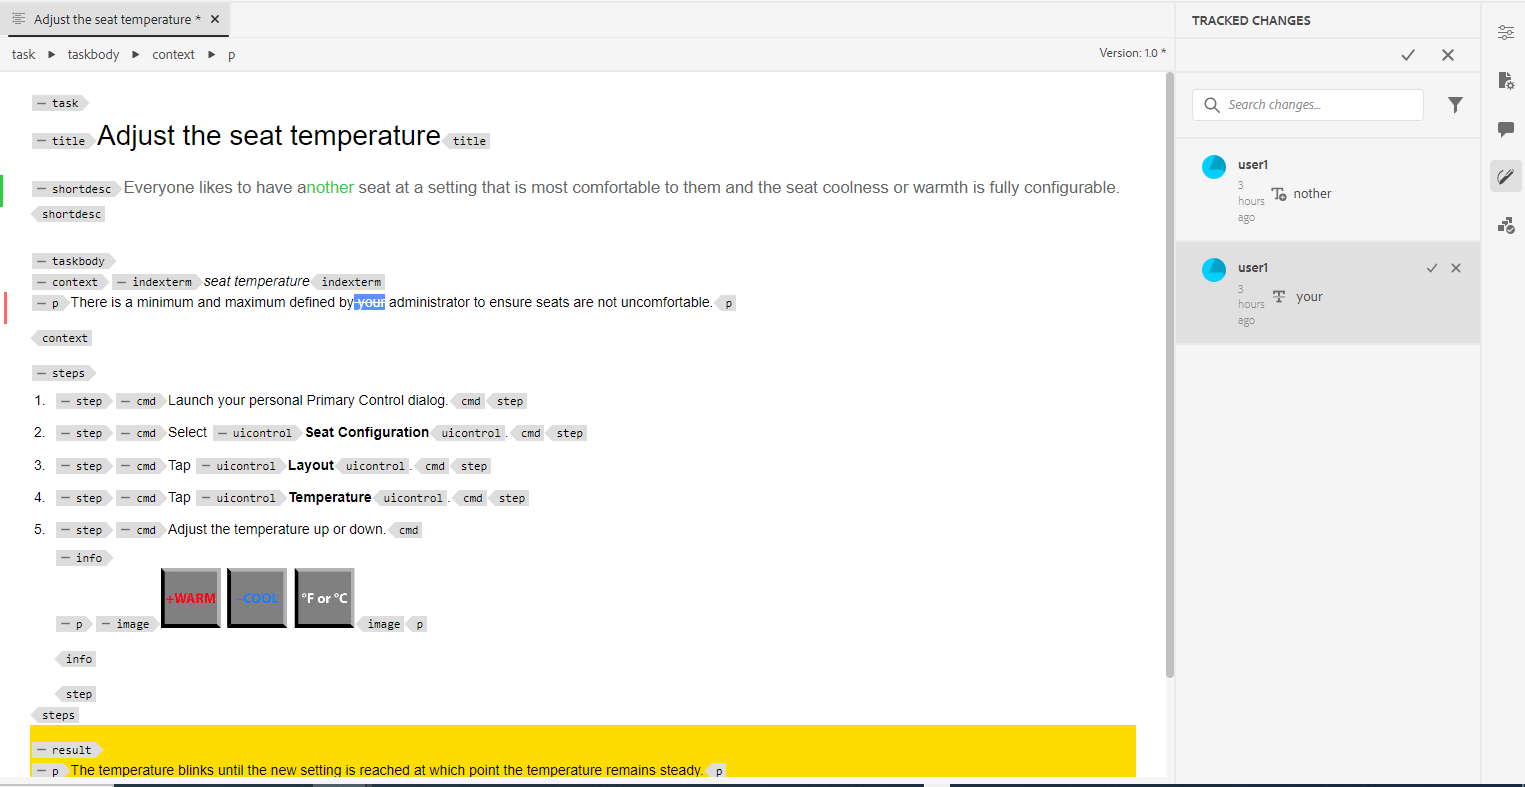 Adjust the seat temperature *
task taskbody context p
Version: 1.0 *
task
title Adjust the seat temperature title
shortdesc Everyone likes to have another seat at a setting that is most comfortable to them and the seat coolness or warmth is fully configurable.
shortdesc
taskbody
context indexterm seat temperature indexterm
p There is a minimum and maximum defined by your administrator to ensure seats are not uncomfortable. p
context
steps
1. step cmd Launch your personal Primary Control dialog. cmd step
2. step cmd Select uicontrol Seat Configuration uicontrol . cmd step
3. step cmd Tap uicontrol Layout uicontrol . cmd step
4. step cmd Tap uicontrol Temperature uicontrol . cmd step
5. step cmd Adjust the temperature up or down. cmd
info
+WARM -COOL °F or °C
p image image p
info
step
steps
result
p The temperature blinks until the new setting is reached at which point the temperature remains steady. p
TRACKED CHANGES
Search changes...
user1
3 hours ago
nother
user1
3 hours ago
your